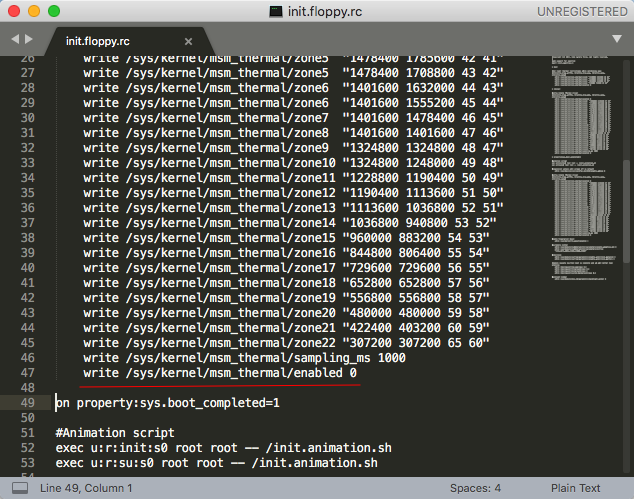 init.floppy.rc
UNREGISTERED
init.floppy.rc ×
26 write /sys/kernel/msm_thermal/zone5  "1478400 1785600 42 41"
27 write /sys/kernel/msm_thermal/zone5  "1478400 1708800 43 42"
28 write /sys/kernel/msm_thermal/zone6  "1401600 1632000 44 43"
29 write /sys/kernel/msm_thermal/zone6  "1401600 1555200 45 44"
30 write /sys/kernel/msm_thermal/zone7  "1401600 1478400 46 45"
31 write /sys/kernel/msm_thermal/zone8  "1401600 1401600 47 46"
32 write /sys/kernel/msm_thermal/zone9  "1324800 1324800 48 47"
33 write /sys/kernel/msm_thermal/zone10 "1324800 1248000 49 48"
34 write /sys/kernel/msm_thermal/zone11 "1228800 1190400 50 49"
35 write /sys/kernel/msm_thermal/zone12 "1190400 1113600 51 50"
36 write /sys/kernel/msm_thermal/zone13 "1113600 1036800 52 51"
37 write /sys/kernel/msm_thermal/zone14 "1036800 940800 53 52"
38 write /sys/kernel/msm_thermal/zone15 "960000 883200 54 53"
39 write /sys/kernel/msm_thermal/zone16 "844800 806400 55 54"
40 write /sys/kernel/msm_thermal/zone17 "729600 729600 56 55"
41 write /sys/kernel/msm_thermal/zone18 "652800 652800 57 56"
42 write /sys/kernel/msm_thermal/zone19 "556800 556800 58 57"
43 write /sys/kernel/msm_thermal/zone20 "480000 480000 59 58"
44 write /sys/kernel/msm_thermal/zone21 "422400 403200 60 59"
45 write /sys/kernel/msm_thermal/zone22 "307200 307200 65 60"
46 write /sys/kernel/msm_thermal/sampling_ms 1000
47 write /sys/kernel/msm_thermal/enabled 0
48
49 on property:sys.boot_completed=1
50
51 #Animation script
52 exec u:r:init:s0 root root -- /init.animation.sh
53 exec u:r:su:s0 root root -- /init.animation.sh
Line 49, Column 1
Spaces: 4
Plain Text